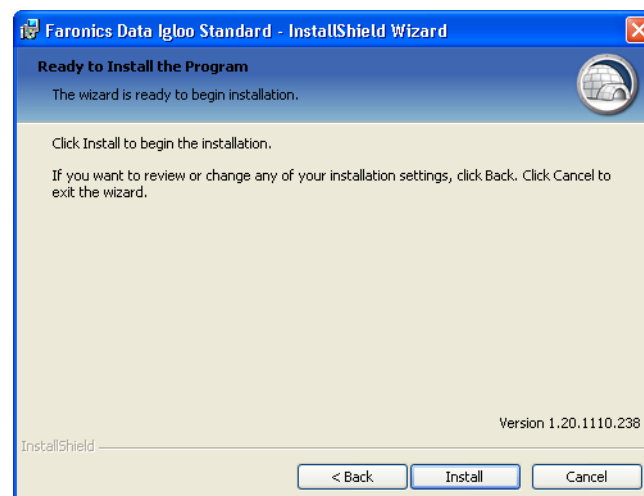 Faronics Data Igloo Standard - InstallShield Wizard
Ready to Install the Program
The wizard is ready to begin installation.
Click Install to begin the installation.
If you want to review or change any of your installation settings, click Back. Click Cancel to
exit the wizard.
Version 1.20.1110.238
InstallShield
< Back
Install
Cancel